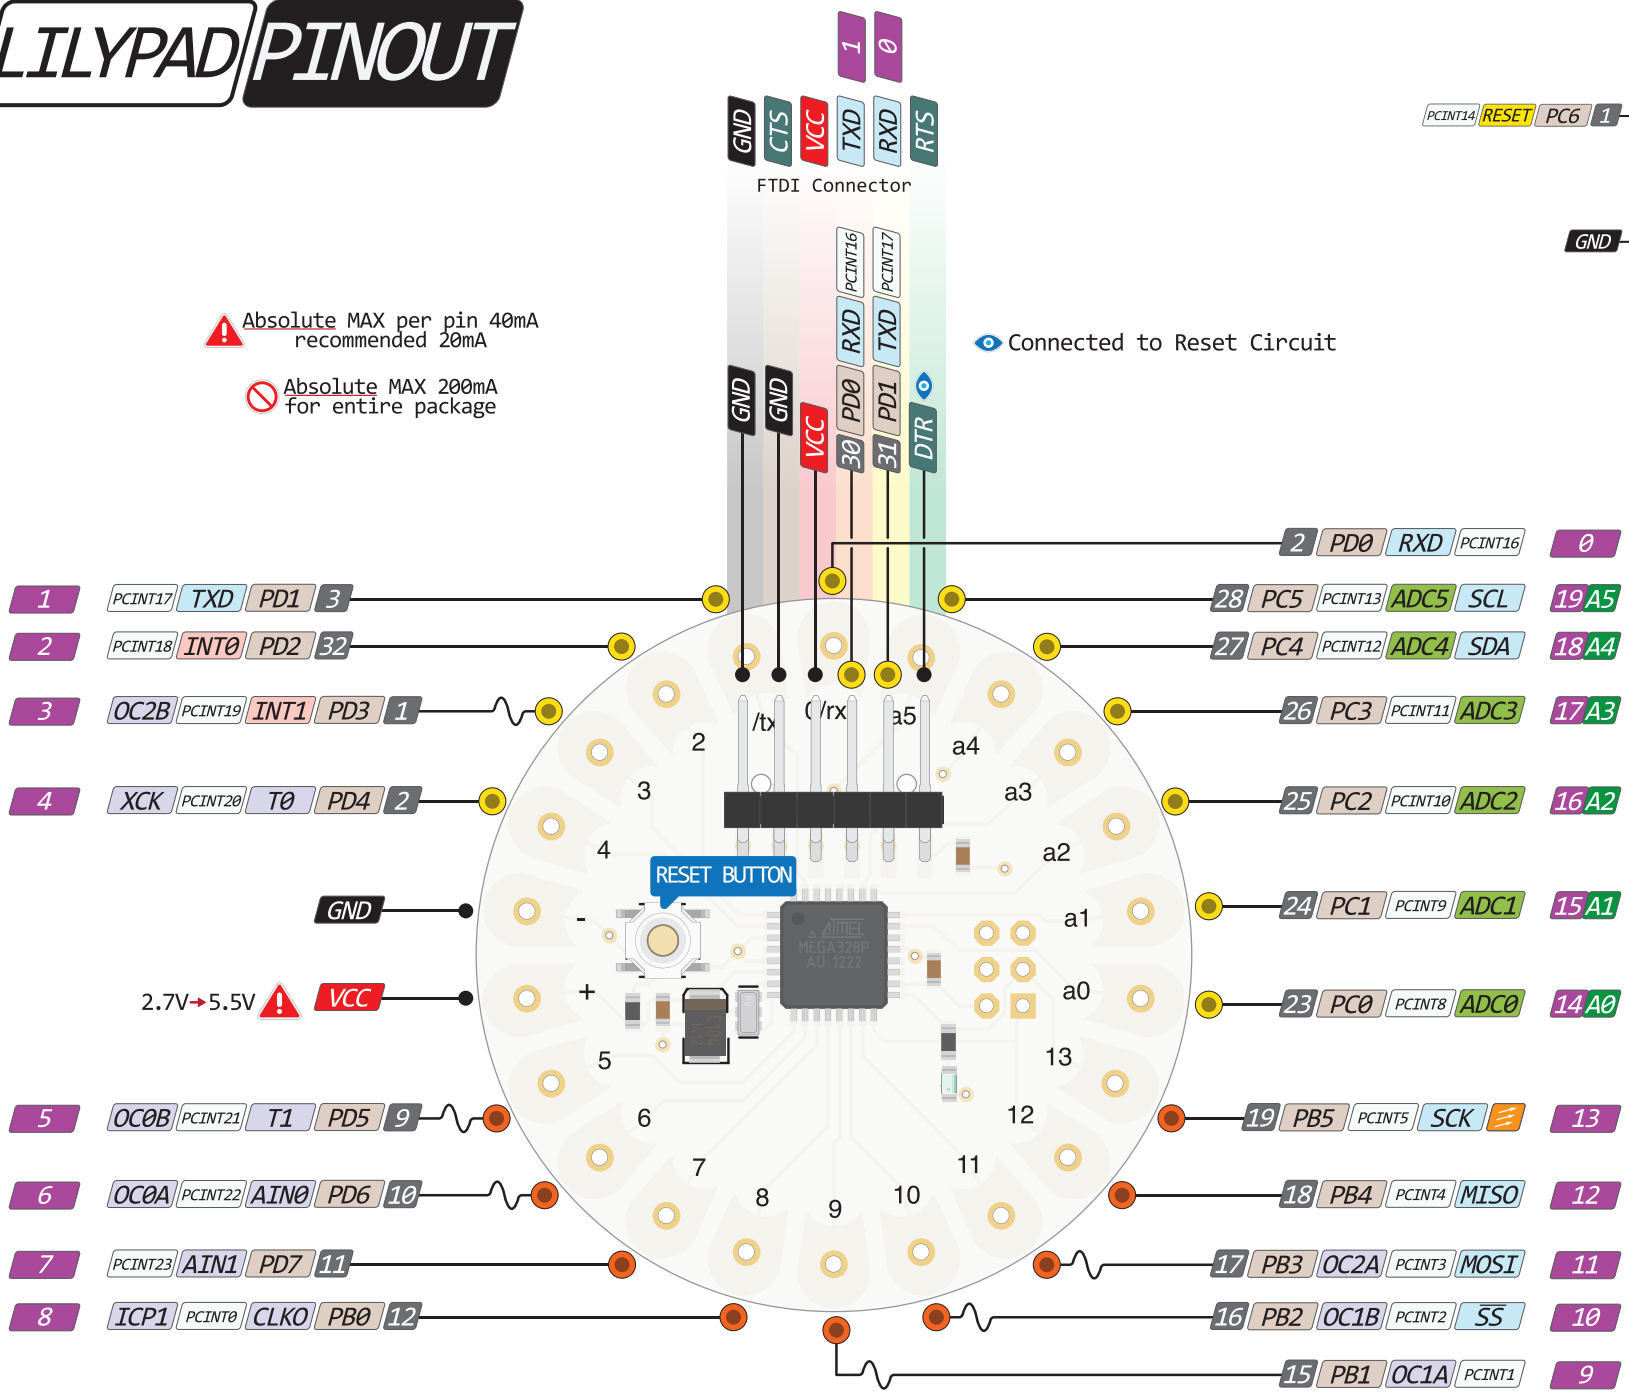 LILYPAD PINOUT
1 0
GND CTS VCC TXD RXD RTS
FTDI Connector
PCINT14 RESET PC6 1
GND
Absolute MAX per pin 40mA
recommended 20mA
Absolute MAX 200mA
for entire package
Connected to Reset Circuit
GND
GND
VCC
30 PD0 RXD PCINT16
31 PD1 TXD PCINT17
DTR
2 PD0 RXD PCINT16 0
1 PCINT17 TXD PD1 3
28 PC5 PCINT13 ADC5 SCL 19 A5
2 PCINT18 INT0 PD2 32
27 PC4 PCINT12 ADC4 SDA 18 A4
3 OC2B PCINT19 INT1 PD3 1
26 PC3 PCINT11 ADC3 17 A3
4 XCK PCINT20 T0 PD4 2
25 PC2 PCINT10 ADC2 16 A2
GND
24 PC1 PCINT9 ADC1 15 A1
2.7V→5.5V VCC
23 PC0 PCINT8 ADC0 14 A0
5 OC0B PCINT21 T1 PD5 9
19 PB5 PCINT5 SCK 13
6 OC0A PCINT22 AIN0 PD6 10
18 PB4 PCINT4 MISO 12
7 PCINT23 AIN1 PD7 11
17 PB3 OC2A PCINT3 MOSI 11
8 ICP1 PCINT0 CLKO PB0 12
16 PB2 OC1B PCINT2 SS 10
15 PB1 OC1A PCINT1 9
/tx 0/rx a5
2 a4
3 a3
4 a2
RESET BUTTON
- a1
ATMEL
MEGA328P
AU 1222
+ a0
5 13
6 12
7 11
8 9 10